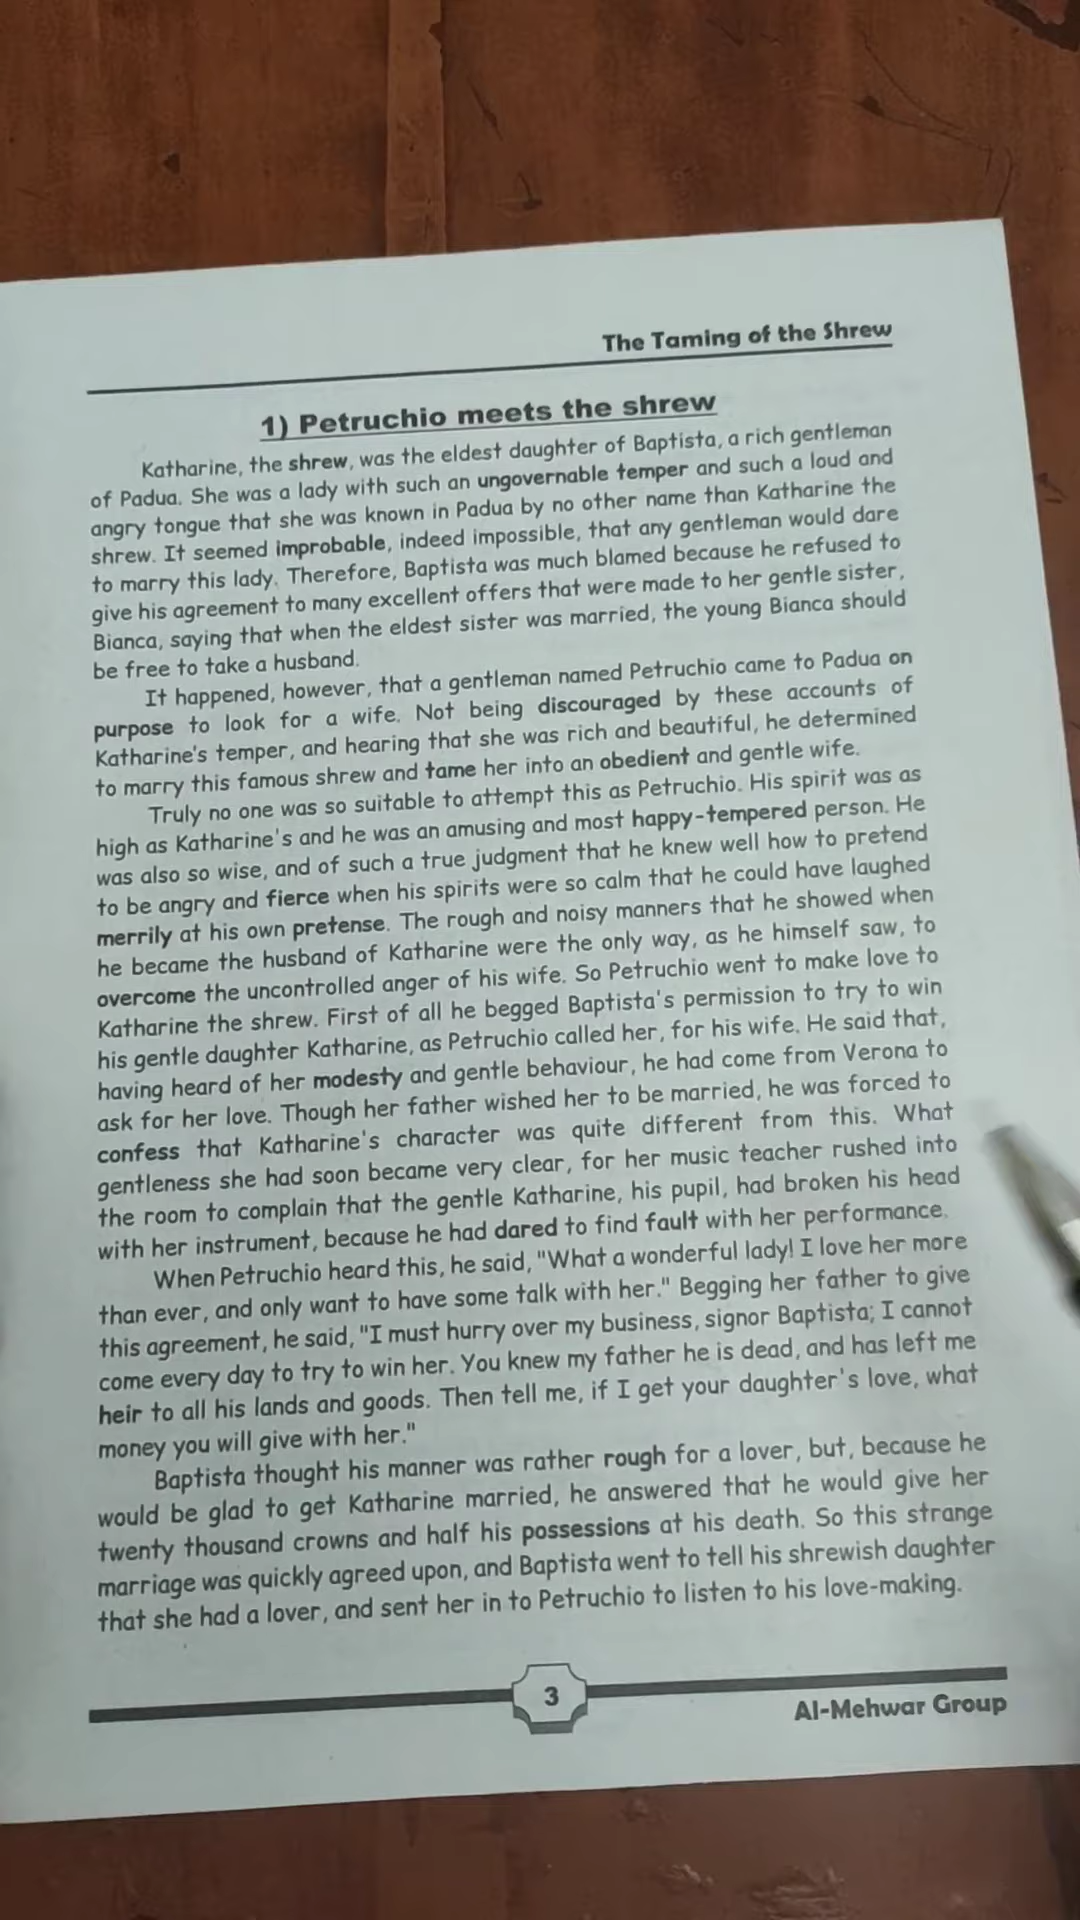 The Taming of the Shrew
1) Petruchio meets the shrew
Katharine, the shrew, was the eldest daughter of Baptista, a rich gentleman
of Padua. She was a lady with such an ungovernable temper and such a loud and
angry tongue that she was known in Padua by no other name than Katharine the
shrew. It seemed improbable, indeed impossible, that any gentleman would dare
to marry this lady. Therefore, Baptista was much blamed because he refused to
give his agreement to many excellent offers that were made to her gentle sister,
Bianca, saying that when the eldest sister was married, the young Bianca should
be free to take a husband.
It happened, however, that a gentleman named Petruchio came to Padua on
purpose to look for a wife. Not being discouraged by these accounts of
Katharine's temper, and hearing that she was rich and beautiful, he determined
to marry this famous shrew and tame her into an obedient and gentle wife.
Truly no one was so suitable to attempt this as Petruchio. His spirit was as
high as Katharine's and he was an amusing and most happy-tempered person. He
was also so wise, and of such a true judgment that he knew well how to pretend
to be angry and fierce when his spirits were so calm that he could have laughed
merrily at his own pretense. The rough and noisy manners that he showed when
he became the husband of Katharine were the only way, as he himself saw, to
overcome the uncontrolled anger of his wife. So Petruchio went to make love to
Katharine the shrew. First of all he begged Baptista's permission to try to win
his gentle daughter Katharine, as Petruchio called her, for his wife. He said that,
having heard of her modesty and gentle behaviour, he had come from Verona to
ask for her love. Though her father wished her to be married, he was forced to
confess that Katharine's character was quite different from this. What
gentleness she had soon became very clear, for her music teacher rushed into
the room to complain that the gentle Katharine, his pupil, had broken his head
with her instrument, because he had dared to find fault with her performance.
When Petruchio heard this, he said, "What a wonderful lady! I love her more
than ever, and only want to have some talk with her." Begging her father to give
this agreement, he said, "I must hurry over my business, signor Baptista; I cannot
come every day to try to win her. You knew my father he is dead, and has left me
heir to all his lands and goods. Then tell me, if I get your daughter's love, what
money you will give with her."
Baptista thought his manner was rather rough for a lover, but, because he
would be glad to get Katharine married, he answered that he would give her
twenty thousand crowns and half his possessions at his death. So this strange
marriage was quickly agreed upon, and Baptista went to tell his shrewish daughter
that she had a lover, and sent her in to Petruchio to listen to his love-making.
3
Al-Mehwar Group